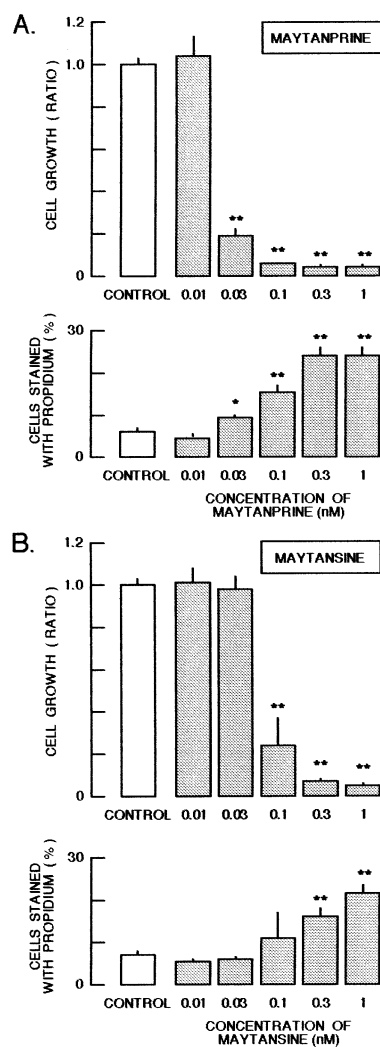 A.
MAYTANPRINE
CELL GROWTH (RATIO)
1.2
1.0
0
** ** ** **
CONTROL 0.01 0.03 0.1 0.3 1
CELLS STAINED
WITH PROPIDIUM (%)
30
0
* ** ** **
CONTROL 0.01 0.03 0.1 0.3 1
CONCENTRATION OF
MAYTANPRINE (nM)
B.
MAYTANSINE
CELL GROWTH (RATIO)
1.2
1.0
0
** ** **
CONTROL 0.01 0.03 0.1 0.3 1
CELLS STAINED
WITH PROPIDIUM (%)
30
0
** **
CONTROL 0.01 0.03 0.1 0.3 1
CONCENTRATION OF
MAYTANSINE (nM)